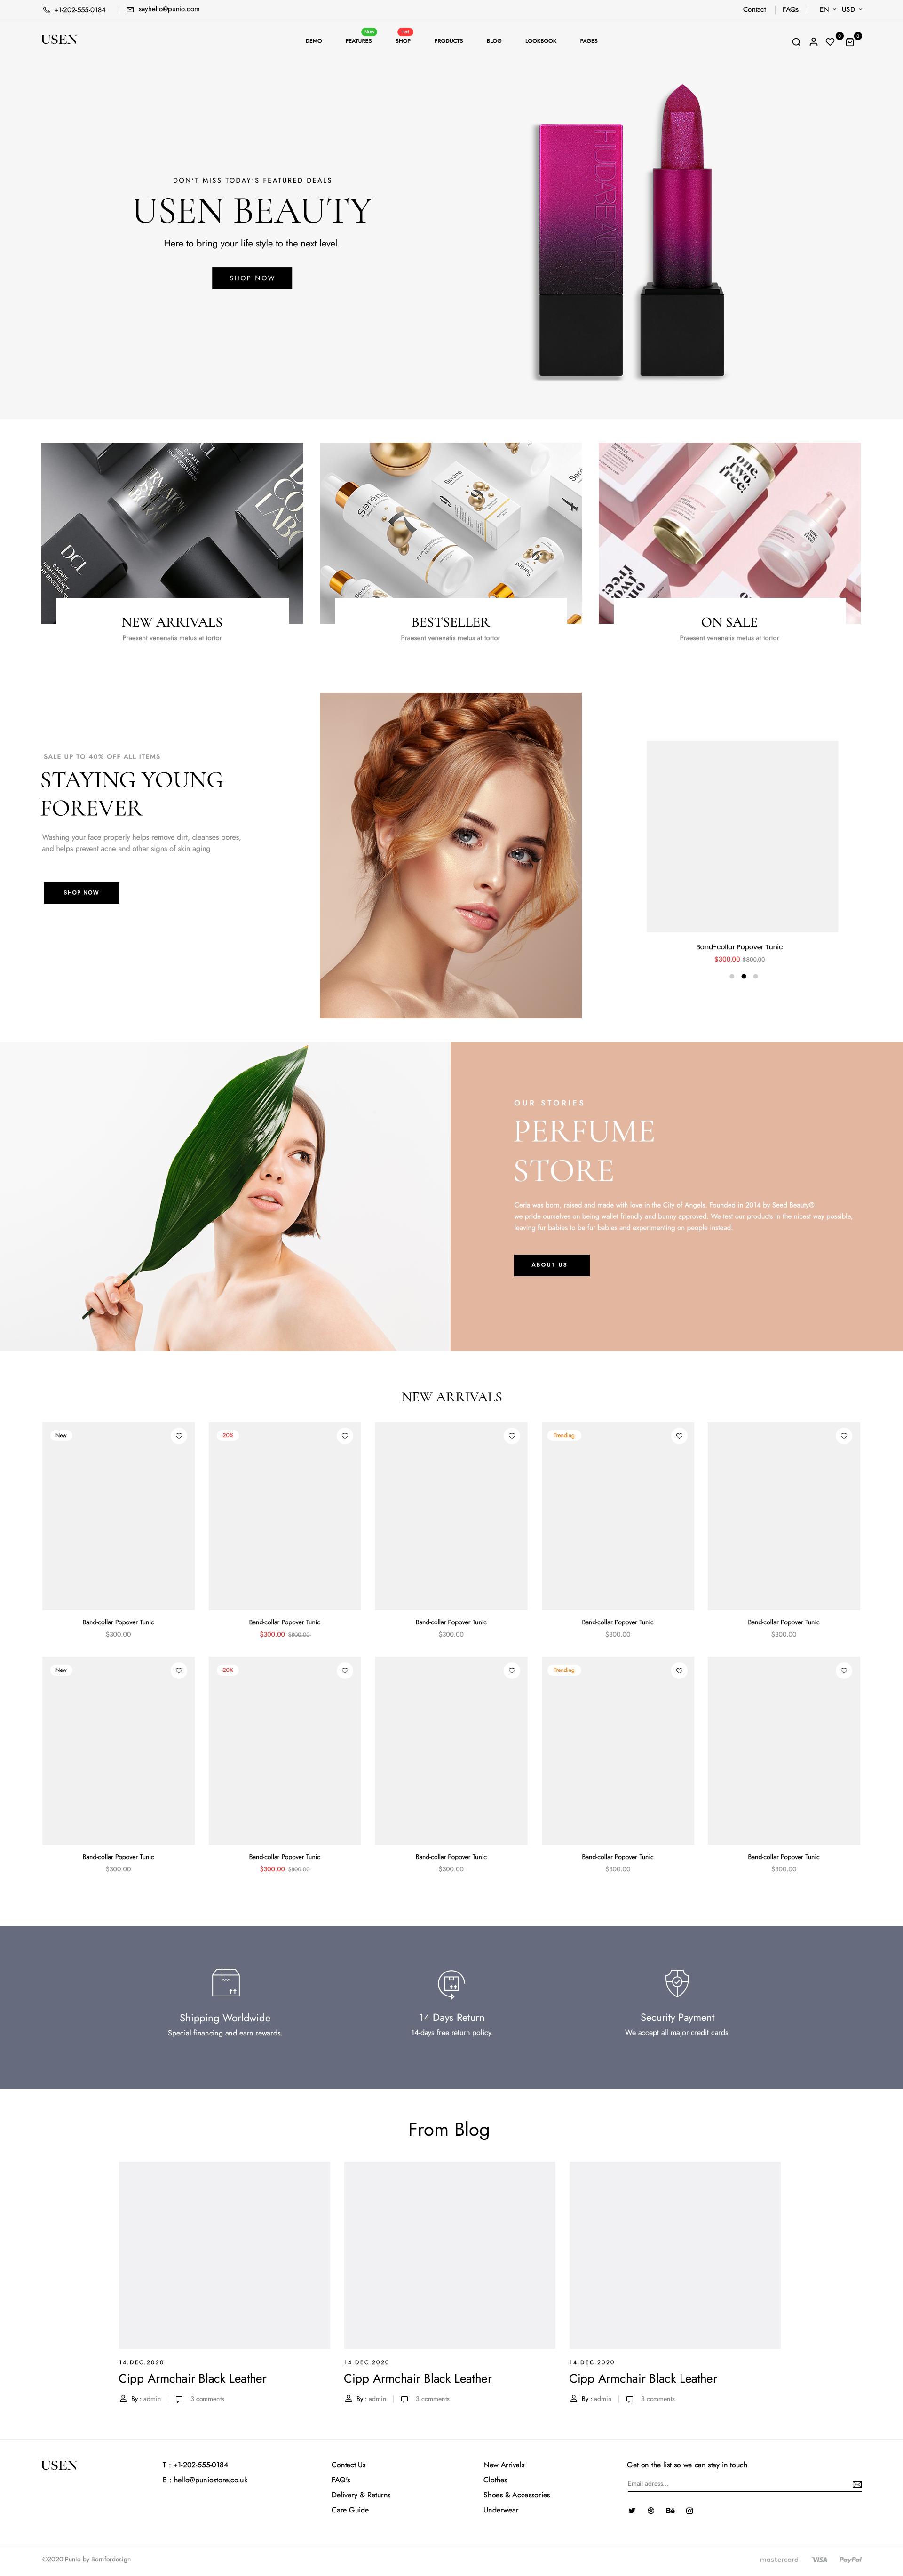 +1-202-555-0184
sayhello@punio.com
Contact
FAQs
EN
USD
USEN
DEMO
New
FEATURES
Hot
SHOP
PRODUCTS
BLOG
LOOKBOOK
PAGES
0
0
DON'T MISS TODAY'S FEATURED DEALS
USEN BEAUTY
Here to bring your life style to the next level.
SHOP NOW
HUDABEAUTY
DCL
Serene
one.
two.
free!
NEW ARRIVALS
Praesent venenatis metus at tortor
BESTSELLER
Praesent venenatis metus at tortor
ON SALE
Praesent venenatis metus at tortor
SALE UP TO 40% OFF ALL ITEMS
STAYING YOUNG
FOREVER
Washing your face properly helps remove dirt, cleanses pores,
and helps prevent acne and other signs of skin aging
SHOP NOW
Band-collar Popover Tunic
$300.00 $800.00
OUR STORIES
PERFUME
STORE
Cerla was born, raised and made with love in the City of Angels. Founded in 2014 by Seed Beauty©
we pride ourselves on being wallet friendly and bunny approved. We test our products in the nicest way possible,
leaving fur babies to be fur babies and experimenting on people instead.
ABOUT US
NEW ARRIVALS
New
-20%
Trending
Band-collar Popover Tunic
$300.00
Band-collar Popover Tunic
$300.00 $800.00
Band-collar Popover Tunic
$300.00
Band-collar Popover Tunic
$300.00
Band-collar Popover Tunic
$300.00
New
-20%
Trending
Band-collar Popover Tunic
$300.00
Band-collar Popover Tunic
$300.00 $800.00
Band-collar Popover Tunic
$300.00
Band-collar Popover Tunic
$300.00
Band-collar Popover Tunic
$300.00
Shipping Worldwide
Special financing and earn rewards.
14 Days Return
14-days free return policy.
Security Payment
We accept all major credit cards.
From Blog
14.DEC.2020
Cipp Armchair Black Leather
By : admin
3 comments
14.DEC.2020
Cipp Armchair Black Leather
By : admin
3 comments
14.DEC.2020
Cipp Armchair Black Leather
By : admin
3 comments
USEN
T : +1-202-555-0184
E : hello@puniostore.co.uk
Contact Us
FAQ's
Delivery & Returns
Care Guide
New Arrivals
Clothes
Shoes & Accessories
Underwear
Get on the list so we can stay in touch
Email adress...
Bē
©2020 Punio by Bomfordesign
mastercard
VISA
PayPal